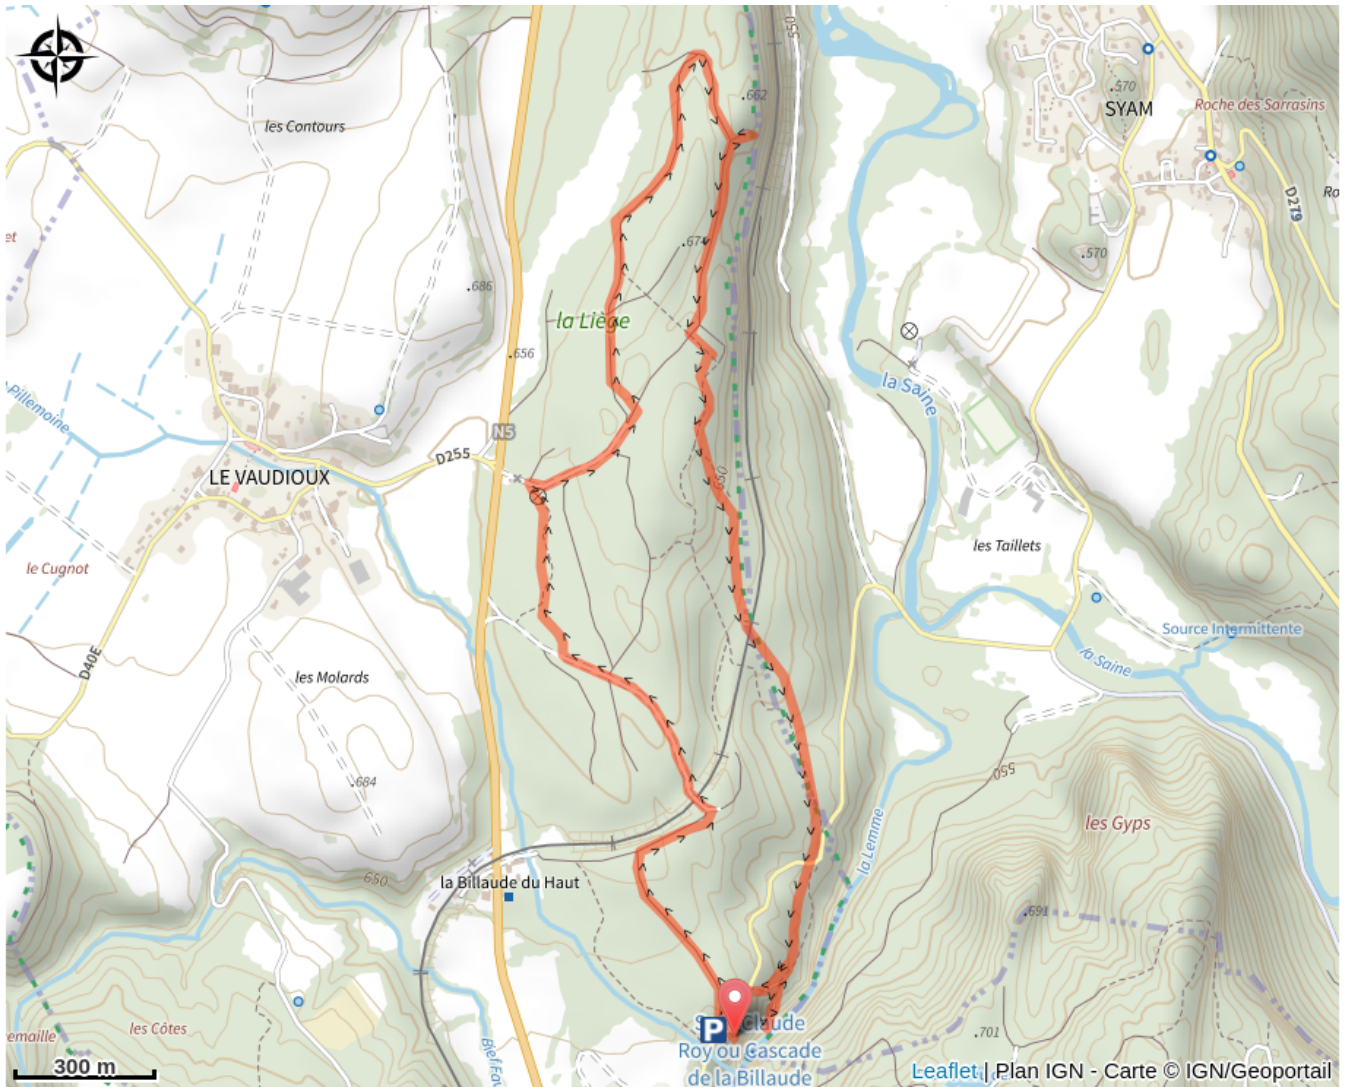 550
SYAM
.570
.662
Roche des Sarrasins
les Contours
D279
.674
.570
.686
la Liège
.656
la Saine
Pillemoine
N5
D255
LE VAUDIOUX
650
les Taillets
le Cugnot
Source Intermittente
la Saine
D40E
les Molards
.684
550
les Gyps
la Lemme
650
la Billaude du Haut
.691
les Côtes
P
Claude
Roy ou Cascade
de la Billaude
.701
300 m
Leaflet | Plan IGN - Carte © IGN/Geoportail